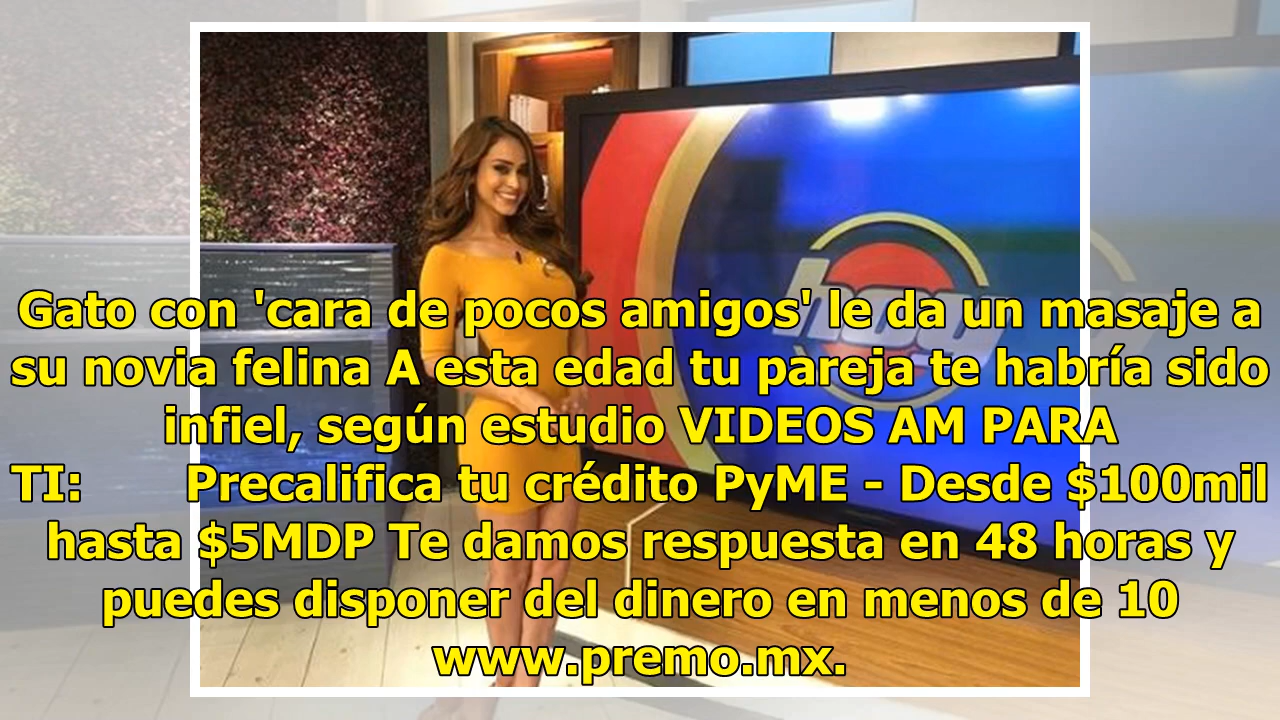 hoy
Gato con 'cara de pocos amigos' le da un masaje a
su novia felina A esta edad tu pareja te habría sido
infiel, según estudio VIDEOS AM PARA
TI: Precalifica tu crédito PyME - Desde $100mil
hasta $5MDP Te damos respuesta en 48 horas y
puedes disponer del dinero en menos de 10
www.premo.mx.